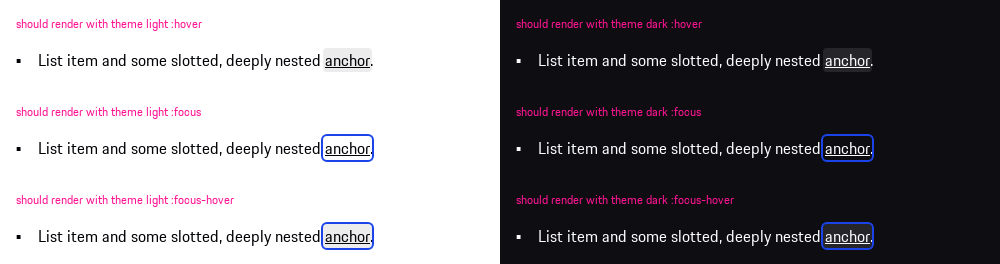 should render with theme light :hover
▪ List item and some slotted, deeply nested anchor.
should render with theme light :focus
▪ List item and some slotted, deeply nested anchor.
should render with theme light :focus-hover
▪ List item and some slotted, deeply nested anchor.
should render with theme dark :hover
▪ List item and some slotted, deeply nested anchor.
should render with theme dark :focus
▪ List item and some slotted, deeply nested anchor.
should render with theme dark :focus-hover
▪ List item and some slotted, deeply nested anchor.